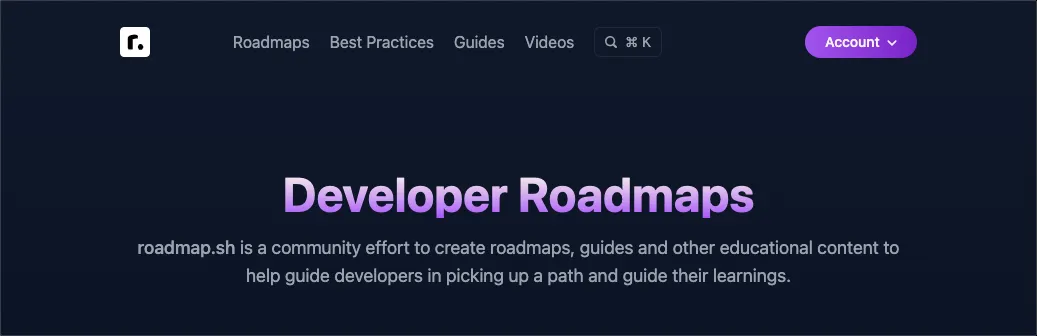 r.
Roadmaps Best Practices Guides Videos ⌘ K Account
Developer Roadmaps
roadmap.sh is a community effort to create roadmaps, guides and other educational content to
help guide developers in picking up a path and guide their learnings.